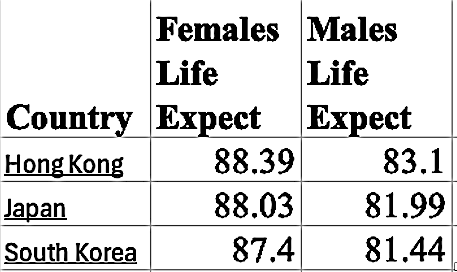 Females Males
Life Life
Country Expect Expect
Hong Kong 88.39 83.1
Japan 88.03 81.99
South Korea 87.4 81.44